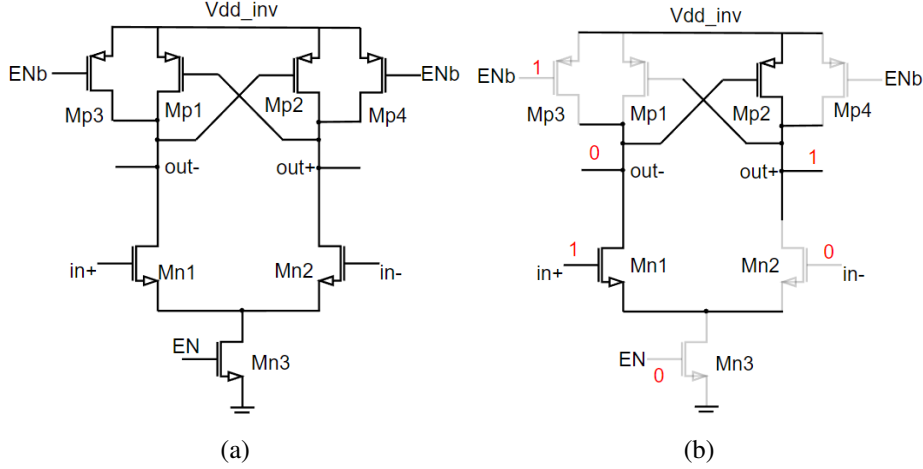 Vdd_inv
ENb
ENb
Mp3
Mp1
Mp2
Mp4
out-
out+
in+
Mn1
Mn2
in-
EN
Mn3
(a)
Vdd_inv
ENb
1
ENb
Mp3
Mp1
Mp2
Mp4
0
1
out-
out+
1
0
in+
Mn1
Mn2
in-
EN
0
Mn3
(b)